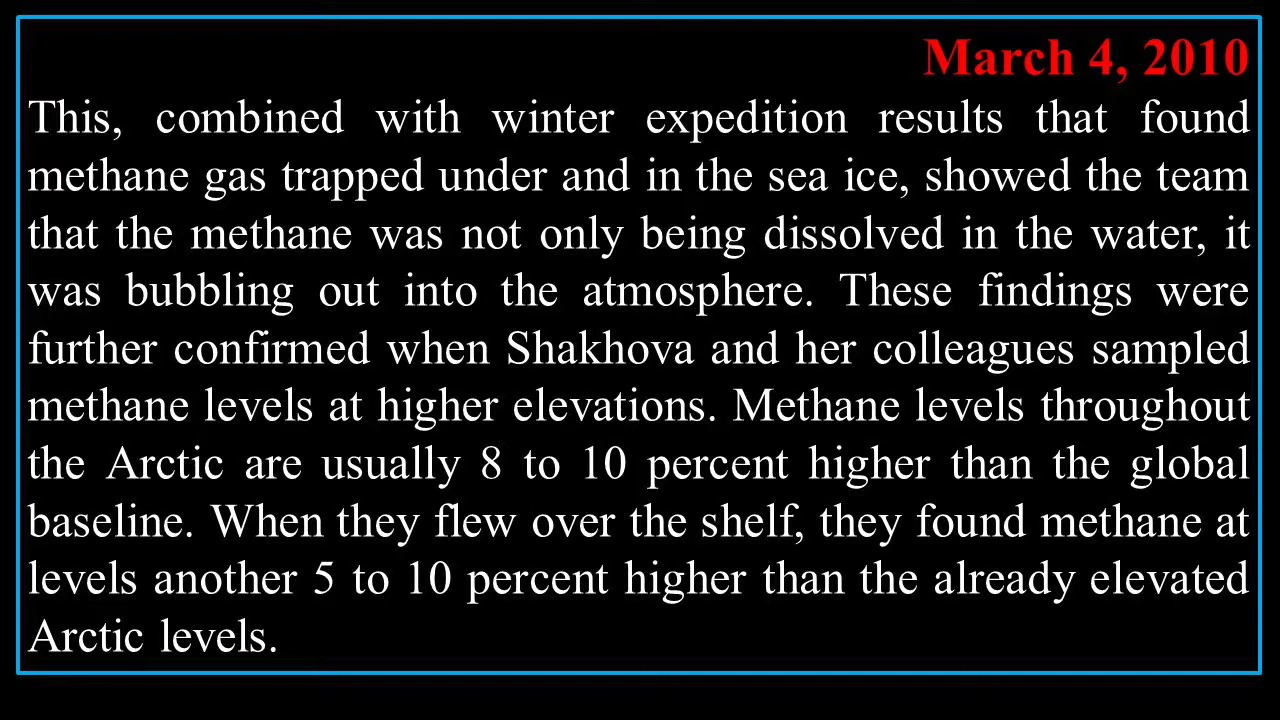 March 4, 2010
This, combined with winter expedition results that found
methane gas trapped under and in the sea ice, showed the team
that the methane was not only being dissolved in the water, it
was bubbling out into the atmosphere. These findings were
further confirmed when Shakhova and her colleagues sampled
methane levels at higher elevations. Methane levels throughout
the Arctic are usually 8 to 10 percent higher than the global
baseline. When they flew over the shelf, they found methane at
levels another 5 to 10 percent higher than the already elevated
Arctic levels.